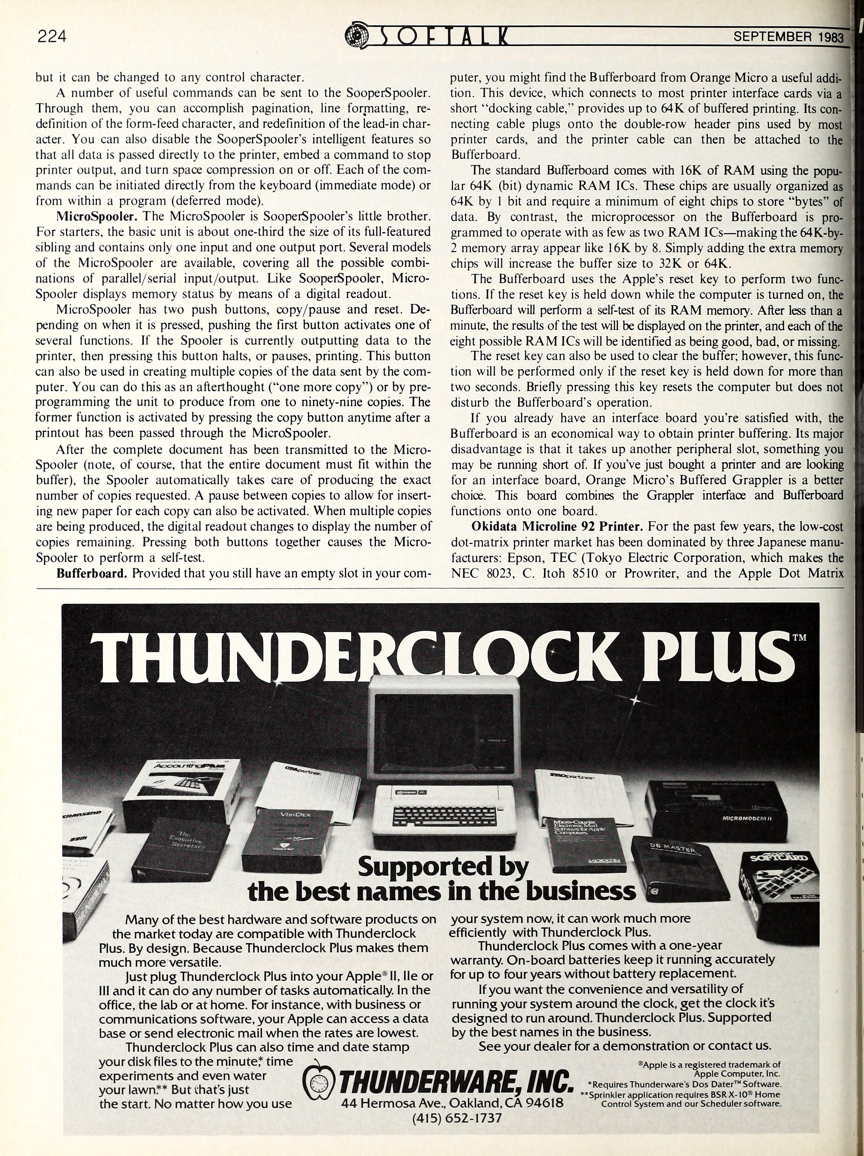 224
SOFTALK
SEPTEMBER 1983
but it can be changed to any control character.
A number of useful commands can be sent to the SooperSpooler.
Through them, you can accomplish pagination, line formatting, re-
definition of the form-feed character, and redefinition of the lead-in char-
acter. You can also disable the SooperSpooler's intelligent features so
that all data is passed directly to the printer, embed a command to stop
printer output, and turn space compression on or off. Each of the com-
mands can be initiated directly from the keyboard (immediate mode) or
from within a program (deferred mode).
MicroSpooler. The MicroSpooler is SooperSpooler's little brother.
For starters, the basic unit is about one-third the size of its full-featured
sibling and contains only one input and one output port. Several models
of the MicroSpooler are available, covering all the possible combi-
nations of parallel/serial input/output. Like SooperSpooler, Micro-
Spooler displays memory status by means of a digital readout.
MicroSpooler has two push buttons, copy/pause and reset. De-
pending on when it is pressed, pushing the first button activates one of
several functions. If the Spooler is currently outputting data to the
printer, then pressing this button halts, or pauses, printing. This button
can also be used in creating multiple copies of the data sent by the com-
puter. You can do this as an afterthought ("one more copy") or by pre-
programming the unit to produce from one to ninety-nine copies. The
former function is activated by pressing the copy button anytime after a
printout has been passed through the MicroSpooler.
After the complete document has been transmitted to the Micro-
Spooler (note, of course, that the entire document must fit within the
buffer), the Spooler automatically takes care of producing the exact
number of copies requested. A pause between copies to allow for insert-
ing new paper for each copy can also be activated. When multiple copies
are being produced, the digital readout changes to display the number of
copies remaining. Pressing both buttons together causes the Micro-
Spooler to perform a self-test.
Bufferboard. Provided that you still have an empty slot in your com-
puter, you might find the Bufferboard from Orange Micro a useful addi-
tion. This device, which connects to most printer interface cards via a
short "docking cable," provides up to 64K of buffered printing. Its con-
necting cable plugs onto the double-row header pins used by most
printer cards, and the printer cable can then be attached to the
Bufferboard.
The standard Bufferboard comes with 16K of RAM using the popu-
lar 64K (bit) dynamic RAM ICs. These chips are usually organized as
64K by 1 bit and require a minimum of eight chips to store "bytes" of
data. By contrast, the microprocessor on the Bufferboard is pro-
grammed to operate with as few as two RAM ICs—making the 64K-by-
2 memory array appear like 16K by 8. Simply adding the extra memory
chips will increase the buffer size to 32K or 64K.
The Bufferboard uses the Apple's reset key to perform two func-
tions. If the reset key is held down while the computer is turned on, the
Bufferboard will perform a self-test of its RAM memory. After less than a
minute, the results of the test will be displayed on the printer, and each of the
eight possible RAM ICs will be identified as being good, bad, or missing.
The reset key can also be used to clear the buffer; however, this func-
tion will be performed only if the reset key is held down for more than
two seconds. Briefly pressing this key resets the computer but does not
disturb the Bufferboard's operation.
If you already have an interface board you're satisfied with, the
Bufferboard is an economical way to obtain printer buffering. Its major
disadvantage is that it takes up another peripheral slot, something you
may be running short of. If you've just bought a printer and are looking
for an interface board, Orange Micro's Buffered Grappler is a better
choice. This board combines the Grappler interface and Bufferboard
functions onto one board.
Okidata Microline 92 Printer. For the past few years, the low-cost
dot-matrix printer market has been dominated by three Japanese manu-
facturers: Epson, TEC (Tokyo Electric Corporation, which makes the
NEC 8023, C. Itoh 8510 or Prowriter, and the Apple Dot Matrix
THUNDERCLOCK PLUS™
AccountingPlus
VisiDex
The Executive Secretary
Micro-Courier
Electronic Mail
Software for Apple
Computers
MICROMODEM II
DB MASTER
SOFTCARD
Supported by
the best names in the business
Many of the best hardware and software products on
the market today are compatible with Thunderclock
Plus. By design. Because Thunderclock Plus makes them
much more versatile.
Just plug Thunderclock Plus into your Apple® II, IIe or
III and it can do any number of tasks automatically. In the
office, the lab or at home. For instance, with business or
communications software, your Apple can access a data
base or send electronic mail when the rates are lowest.
Thunderclock Plus can also time and date stamp
your disk files to the minute,* time
experiments and even water
your lawn.** But that's just
the start. No matter how you use
your system now, it can work much more
efficiently with Thunderclock Plus.
Thunderclock Plus comes with a one-year
warranty. On-board batteries keep it running accurately
for up to four years without battery replacement.
If you want the convenience and versatility of
running your system around the clock, get the clock it's
designed to run around. Thunderclock Plus. Supported
by the best names in the business.
See your dealer for a demonstration or contact us.
THUNDERWARE, INC.
44 Hermosa Ave., Oakland, CA 94618
(415) 652-1737
®Apple is a registered trademark of
Apple Computer, Inc.
*Requires Thunderware's Dos Dater™ Software.
**Sprinkler application requires BSR X-10® Home
Control System and our Scheduler software.